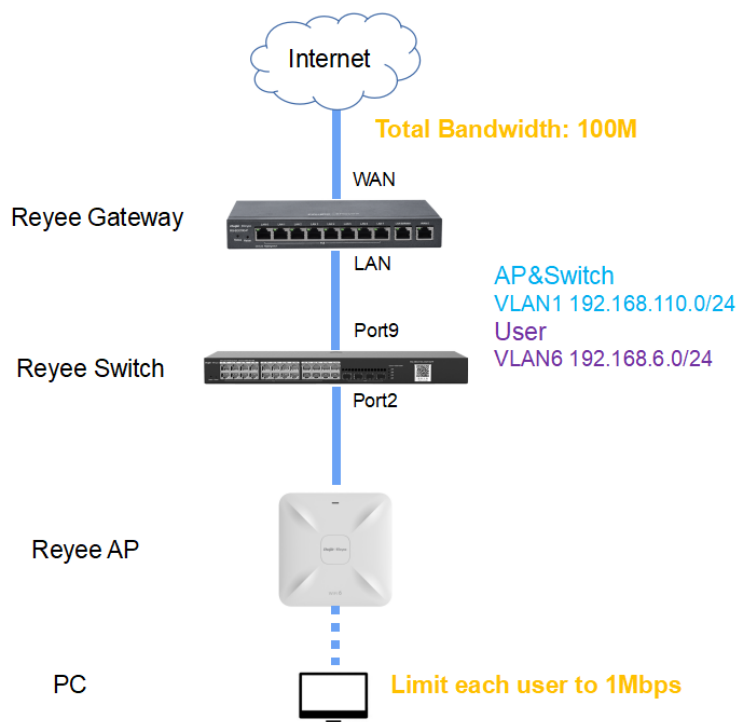 Internet
Total Bandwidth: 100M
WAN
Reyee Gateway
LAN
AP&Switch
VLAN1 192.168.110.0/24
User
VLAN6 192.168.6.0/24
Port9
Reyee Switch
Port2
Reyee AP
PC
Limit each user to 1Mbps